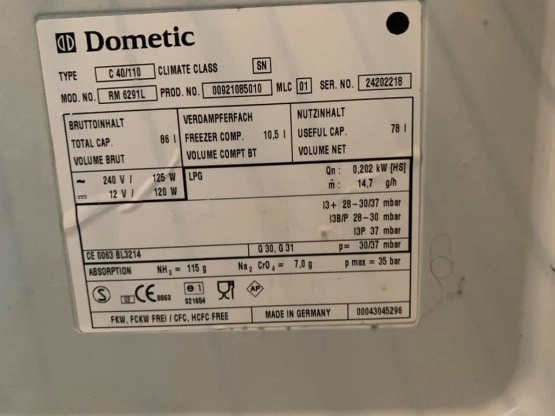 Dometic
TYPE C 40/110 CLIMATE CLASS SN
MOD. NO. RM 6291L PROD. NO. 00921085010 MLC 01 SER. NO. 24202218
BRUTTOINHALT
TOTAL CAP. 86 l
VOLUME BRUT
VERDAMPFERFACH
FREEZER COMP. 10,5 l
VOLUME COMPT BT
NUTZINHALT
USEFUL CAP. 78 l
VOLUME NET
~ 240 V / 125 W
12 V / 120 W
LPG
Qn : 0,202 kW [HS]
ṁ : 14,7 g/h
I3+ 28-30/37 mbar
I3B/P 28-30 mbar
I3P 37 mbar
CE 0063 BL3214 G 30, G 31 p= 30/37 mbar
ABSORPTION NH₃ = 115 g Na₂ CrO₄ = 7,0 g p max = 35 bar
S CE 0063 e 1 021654 AP
FKW, FCKW FREI / CFC, HCFC FREE MADE IN GERMANY 00043045296